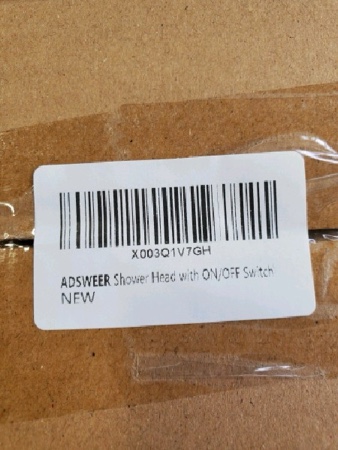 X003Q1V7GH
ADSWEER Shower Head with ON/OFF Switch
NEW